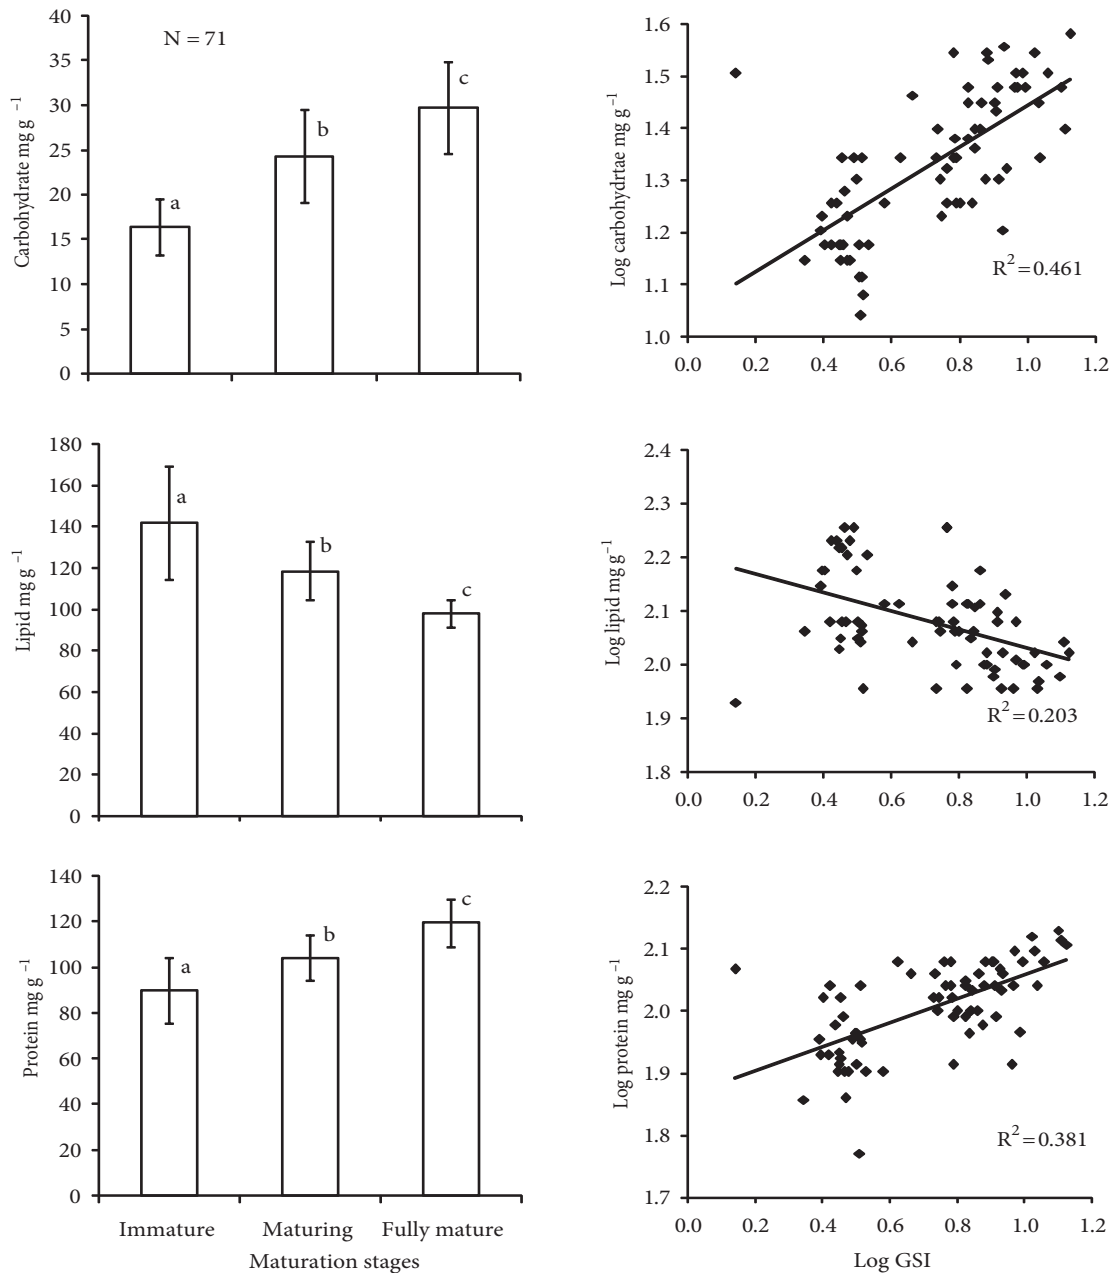 40
35
30
25
20
15
10
5
0
Carbohydrate mg g⁻¹
N = 71
a
b
c
1.6
1.5
1.4
1.3
1.2
1.1
1.0
Log carbohydrtae mg g⁻¹
R² = 0.461
0.0 0.2 0.4 0.6 0.8 1.0 1.2
180
160
140
120
100
80
60
40
20
0
Lipid mg g⁻¹
a
b
c
2.4
2.3
2.2
2.1
2.0
1.9
1.8
Log lipid mg g⁻¹
R² = 0.203
0.0 0.2 0.4 0.6 0.8 1.0 1.2
140
120
100
80
60
40
20
0
Protein mg g⁻¹
a
b
c
Immature Maturing Fully mature
Maturation stages
2.2
2.1
2.0
1.9
1.8
1.7
Log protein mg g⁻¹
R² = 0.381
0.0 0.2 0.4 0.6 0.8 1.0 1.2
Log GSI